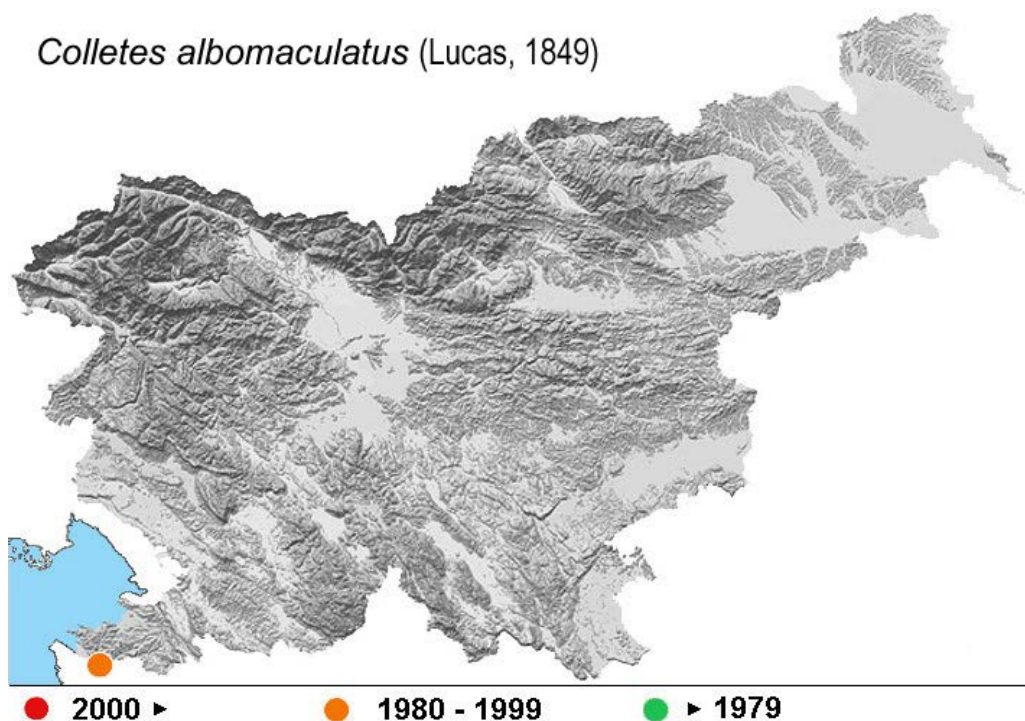 Colletes albomaculatus (Lucas, 1849)
2000 ► 1980 - 1999 ► 1979